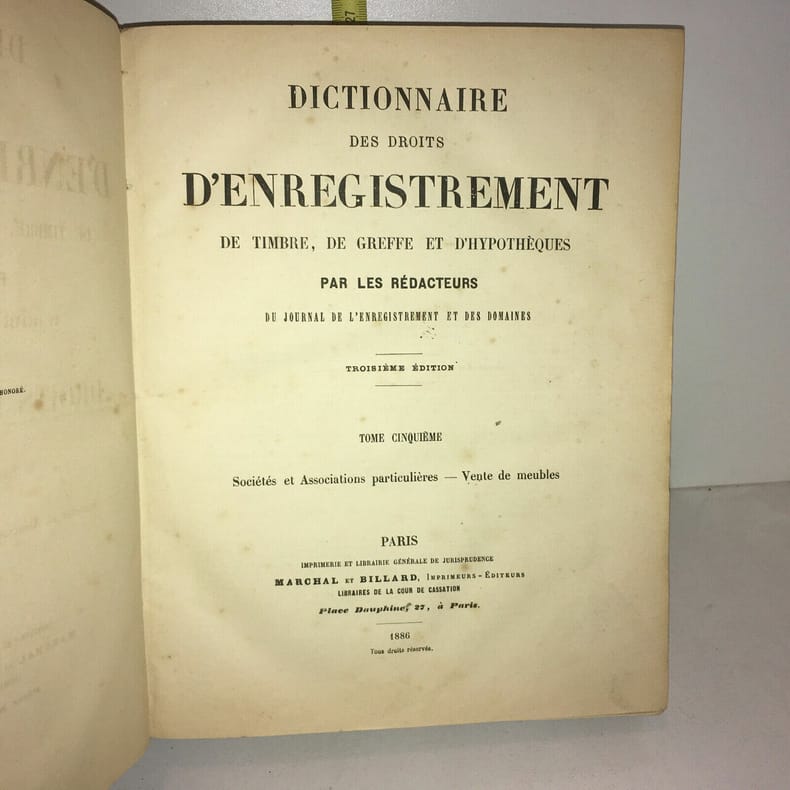 27
HONORÉ.
DICTIONNAIRE
DES DROITS
D'ENREGISTREMENT
DE TIMBRE, DE GREFFE ET D'HYPOTHÈQUES
PAR LES RÉDACTEURS
DU JOURNAL DE L'ENREGISTREMENT ET DES DOMAINES
TROISIÈME ÉDITION
TOME CINQUIÈME
Sociétés et Associations particulières — Vente de meubles
PARIS
IMPRIMERIE ET LIBRAIRIE GÉNÉRALE DE JURISPRUDENCE
MARCHAL ET BILLARD, IMPRIMEURS-ÉDITEURS
LIBRAIRES DE LA COUR DE CASSATION
Place Dauphine, 27, à Paris.
1886
Tous droits réservés.